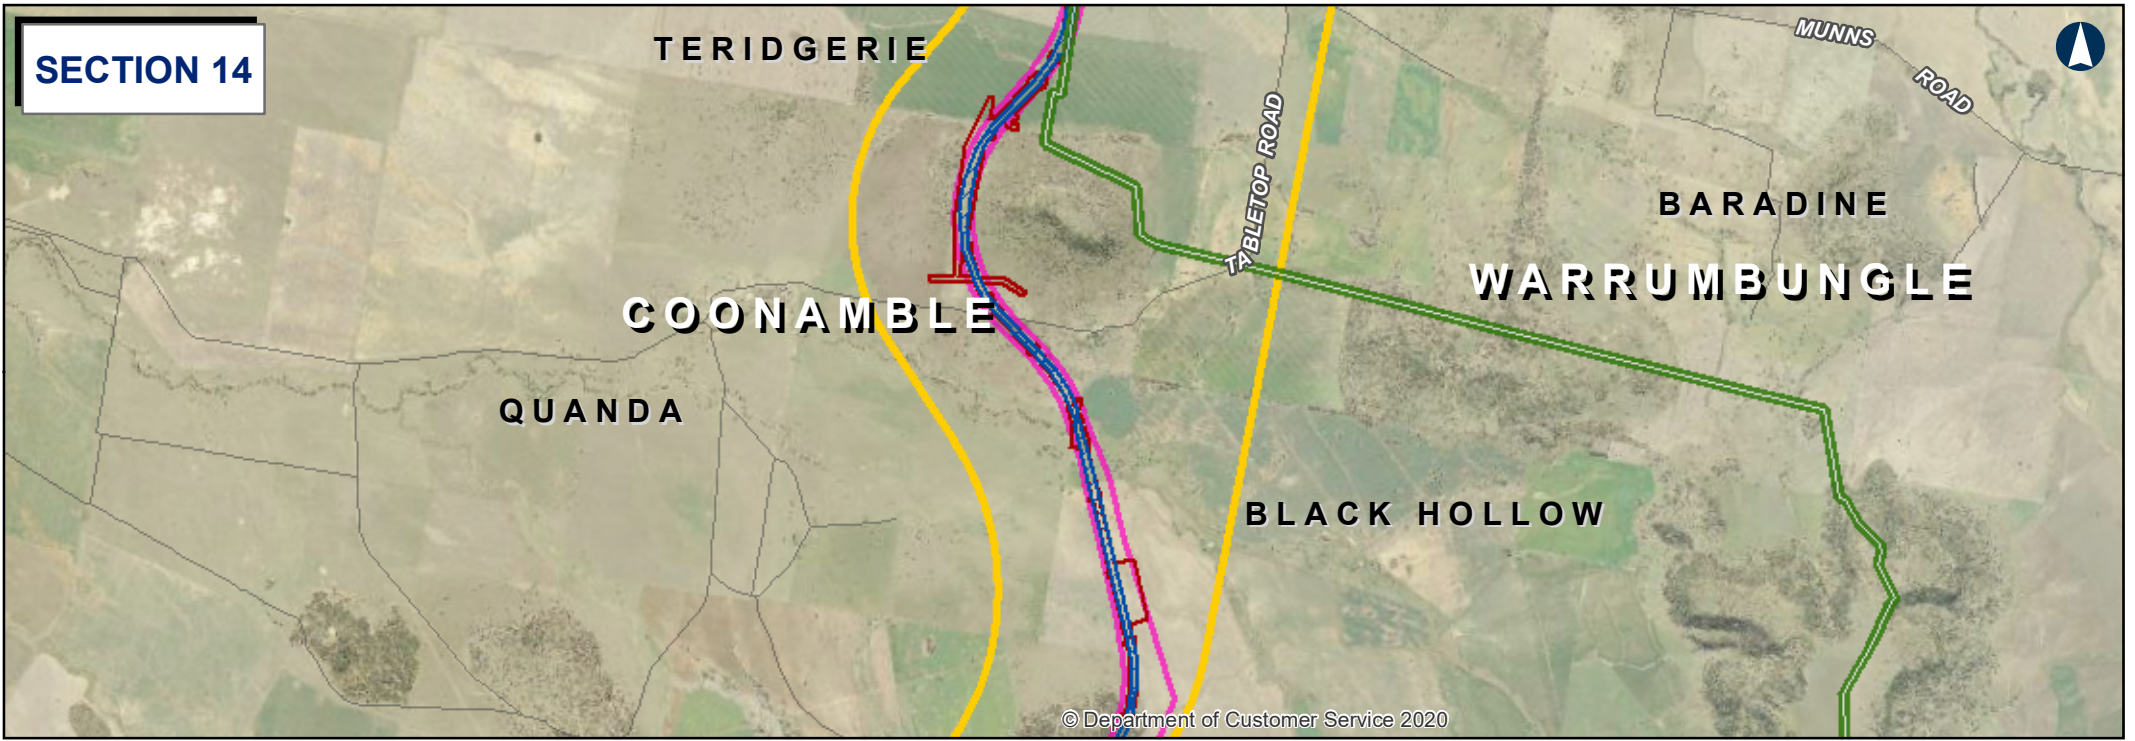 SECTION 14
TERIDGERIE
MUNNS
ROAD
TABLETOP ROAD
BARADINE
WARRUMBUNGLE
COONAMBLE
QUANDA
BLACK HOLLOW
© Department of Customer Service 2020